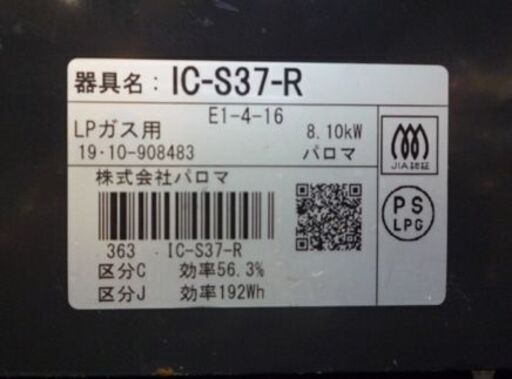 器具名：IC-S37-R
E1-4-16
LPガス用 8.10kW
19・10-908483 パロマ
JIA認証
株式会社パロマ
PS
LPG
363 IC-S37-R
区分C 効率56.3%
区分J 効率192Wh